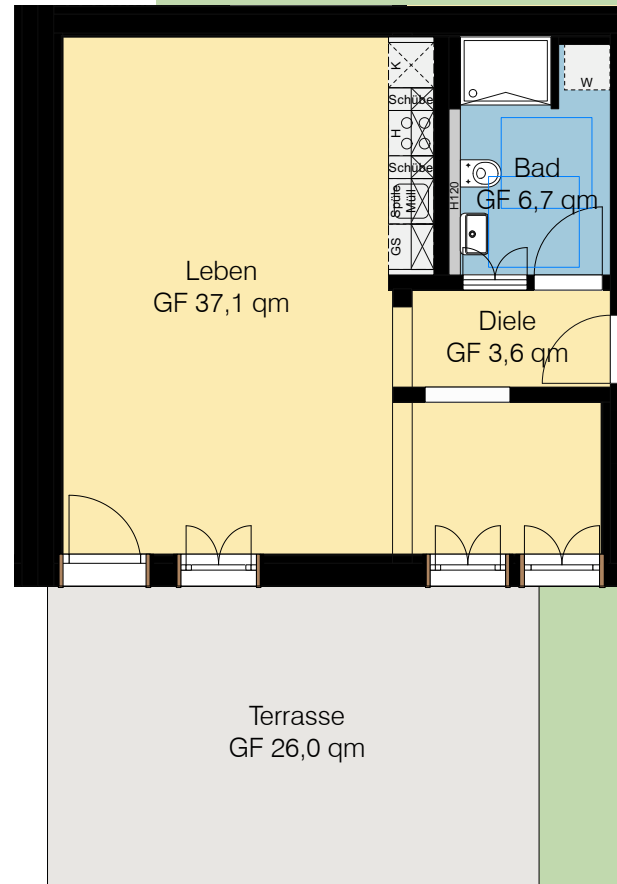 K
Schübe
H
Schübe
Spüle
Müll
GS
W
H120
Bad
GF 6,7 qm
Leben
GF 37,1 qm
Diele
GF 3,6 qm
Terrasse
GF 26,0 qm